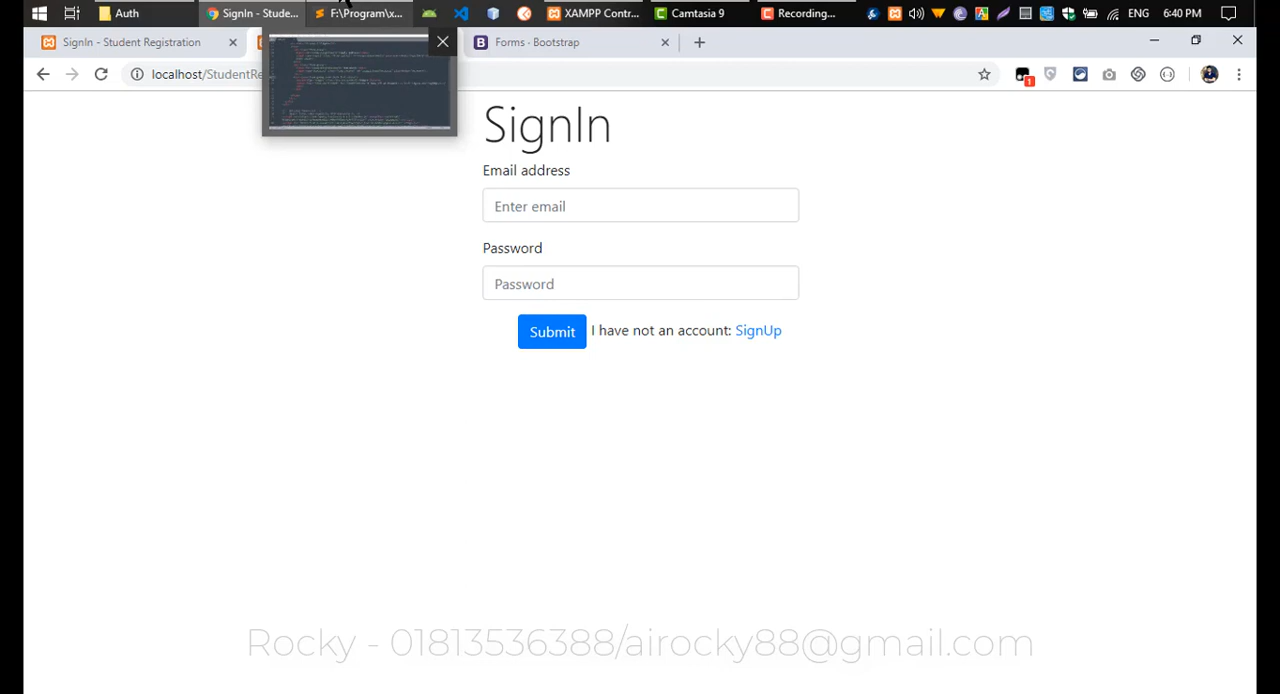 Auth
SignIn - Stude...
F:\Program\x...
XAMPP Contr...
Camtasia 9
Recording...
ENG
6:40 PM
SignIn - Student Registration
Forms · Bootstrap
localhost/StudentRe
1
SignIn
Email address
Enter email
Password
Password
Submit I have not an account: SignUp
Rocky - 01813536388/airocky88@gmail.com